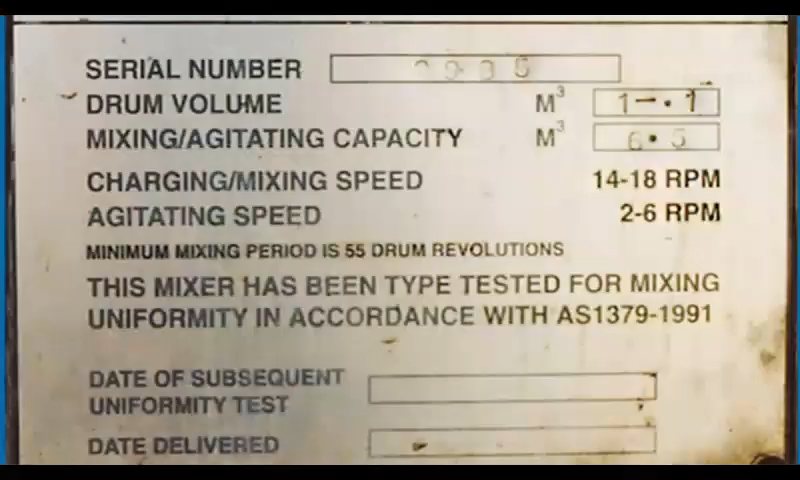 SERIAL NUMBER
DRUM VOLUME M³
MIXING/AGITATING CAPACITY M³ 6.5
CHARGING/MIXING SPEED 14-18 RPM
AGITATING SPEED 2-6 RPM
MINIMUM MIXING PERIOD IS 55 DRUM REVOLUTIONS
THIS MIXER HAS BEEN TYPE TESTED FOR MIXING
UNIFORMITY IN ACCORDANCE WITH AS1379-1991
DATE OF SUBSEQUENT
UNIFORMITY TEST
DATE DELIVERED